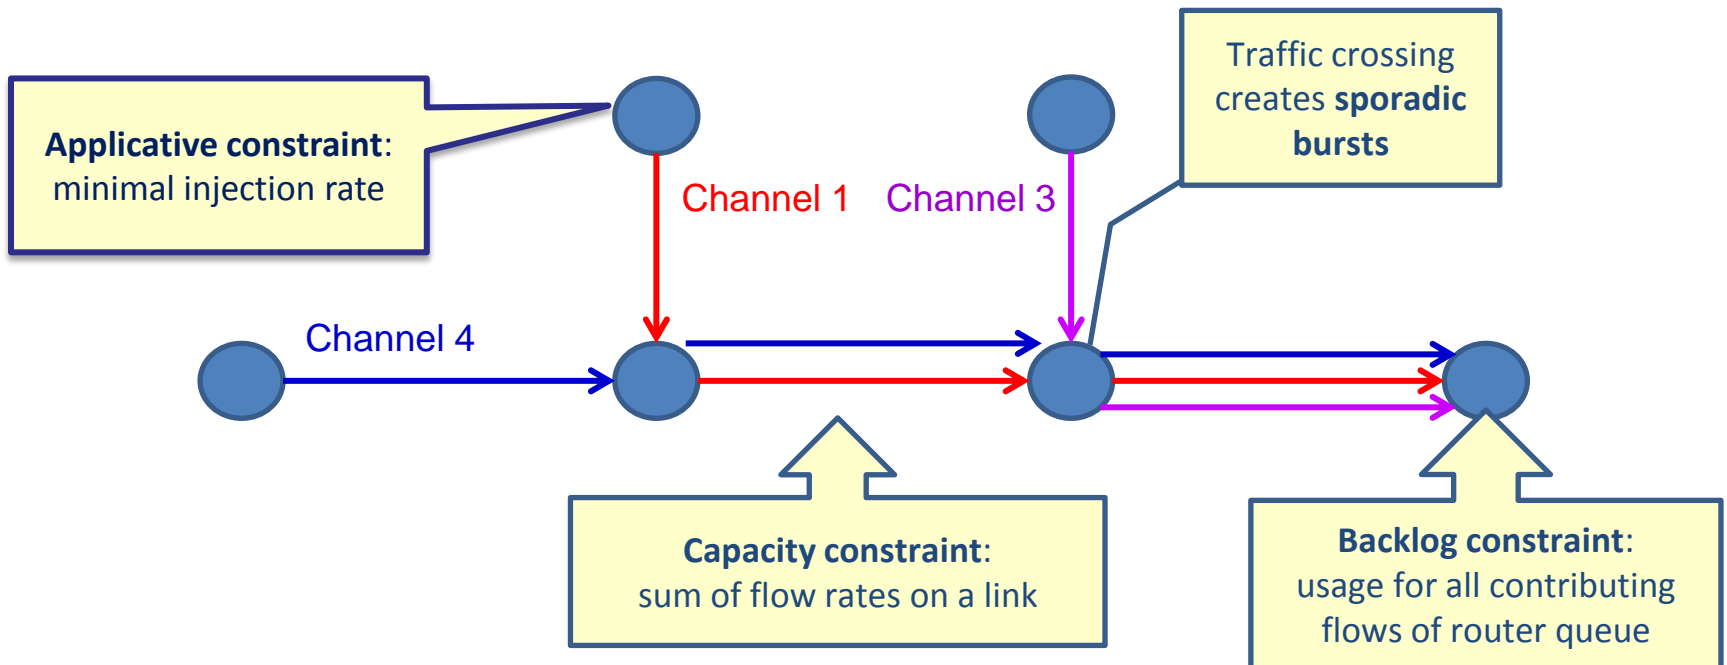 Traffic crossing
creates sporadic
bursts
Applicative constraint:
minimal injection rate
Channel 1
Channel 3
Channel 4
Capacity constraint:
sum of flow rates on a link
Backlog constraint:
usage for all contributing
flows of router queue